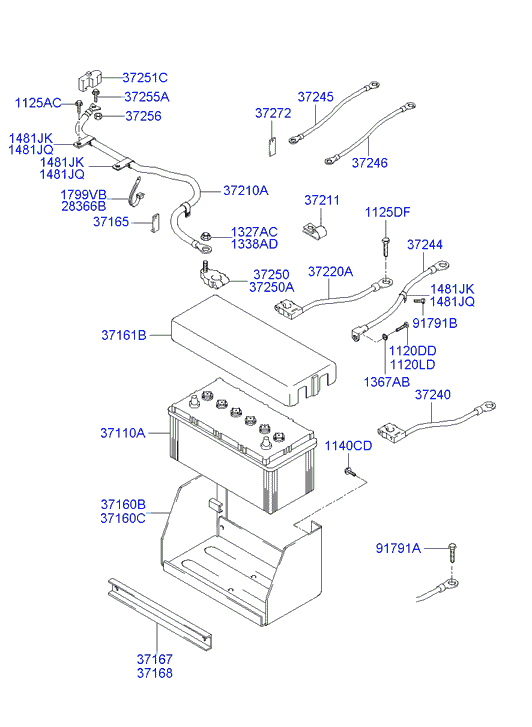 37251C
37255A
1125AC
37256
1481JK
1481JQ
1481JK
1481JQ
1799VB
28366B
37165
37210A
1327AC
1338AD
37250
37250A
37272
37245
37246
37211
1125DF
37220A
37244
1481JK
1481JQ
91791B
1120DD
1120LD
1367AB
37161B
37240
37110A
1140CD
37160B
37160C
91791A
37167
37168